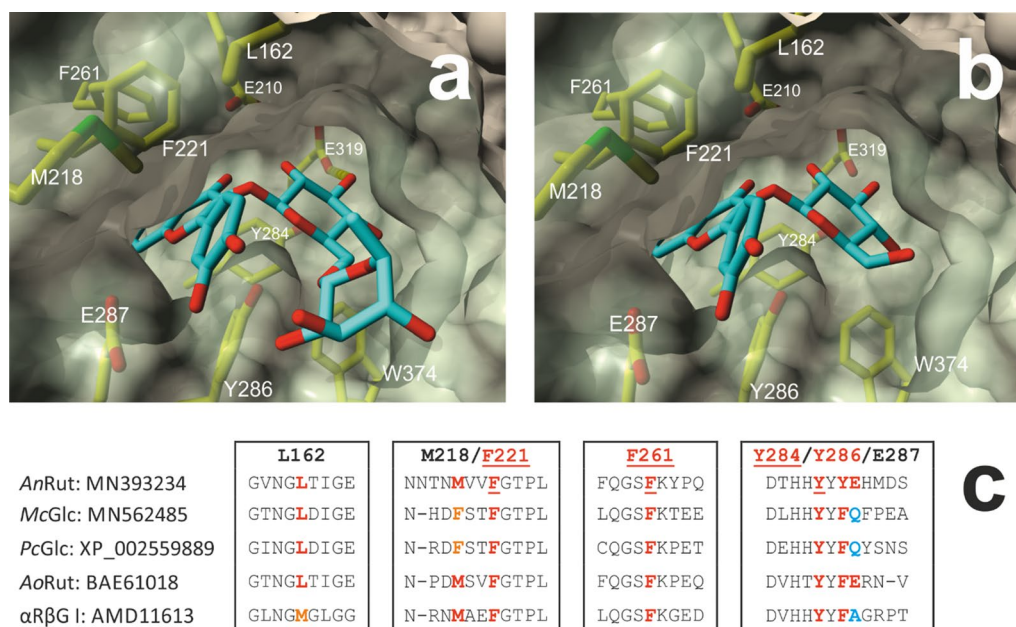 a
L162
F261
E210
F221
E319
M218
Y284
E287
W374
Y286
b
L162
F261
E210
F221
E319
M218
Y284
E287
W374
Y286
L162 M218/F221 F261 Y284/Y286/E287
AnRut: MN393234 GVNGLTIGE NNTNMVVFGTPL FQGSFKYPQ DTHHYYYEHMDS
McGlc: MN562485 GTNGLDIGE N-HDFSTFGTPL LQGSFKTEE DLHHYYFQFPEA
PcGlc: XP_002559889 GINGLDIGE N-RDFSTFGTPL CQGSFKPET DEHHYYFQYSNS
AoRut: BAE61018 GTNGLTIGE N-PDMSVFGTPL FQGSFKPEQ DVHTYYFERN-V
αRβG I: AMD11613 GLNGMGLGG N-RNMAEFGTPL LQGSFKGED DVHHYYFAGRPT
c